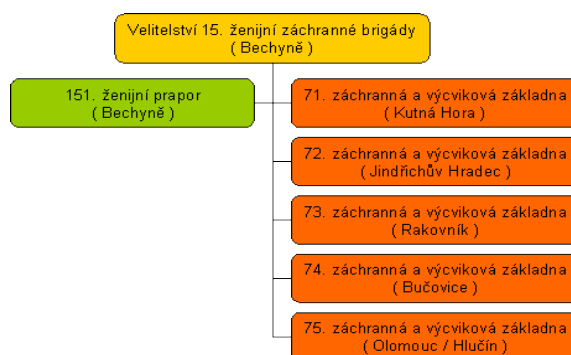 Velitelství 15. ženijní záchranné brigády
( Bechyně )
151. ženijní prapor
( Bechyně )
71. záchranná a výcviková základna
( Kutná Hora )
72. záchranná a výcviková základna
( Jindřichův Hradec )
73. záchranná a výcviková základna
( Rakovník )
74. záchranná a výcviková základna
( Bučovice )
75. záchranná a výcviková základna
( Olomouc / Hlučín )